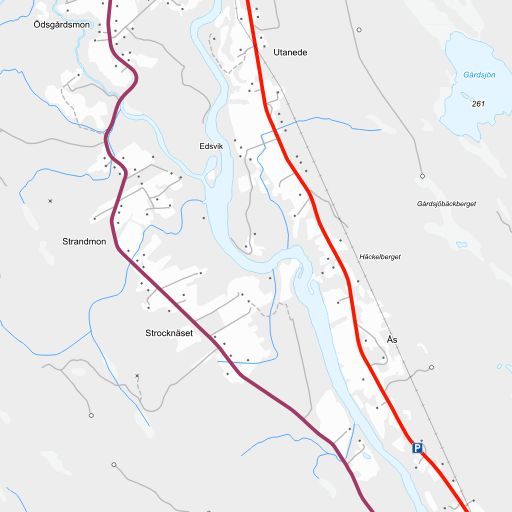 Ödsgårdsmon
Utanede
Gårdsjön
261
Edsvik
Gårdsjöbäckberget
Strandmon
Häckelberget
Strocknäset
Ås
P